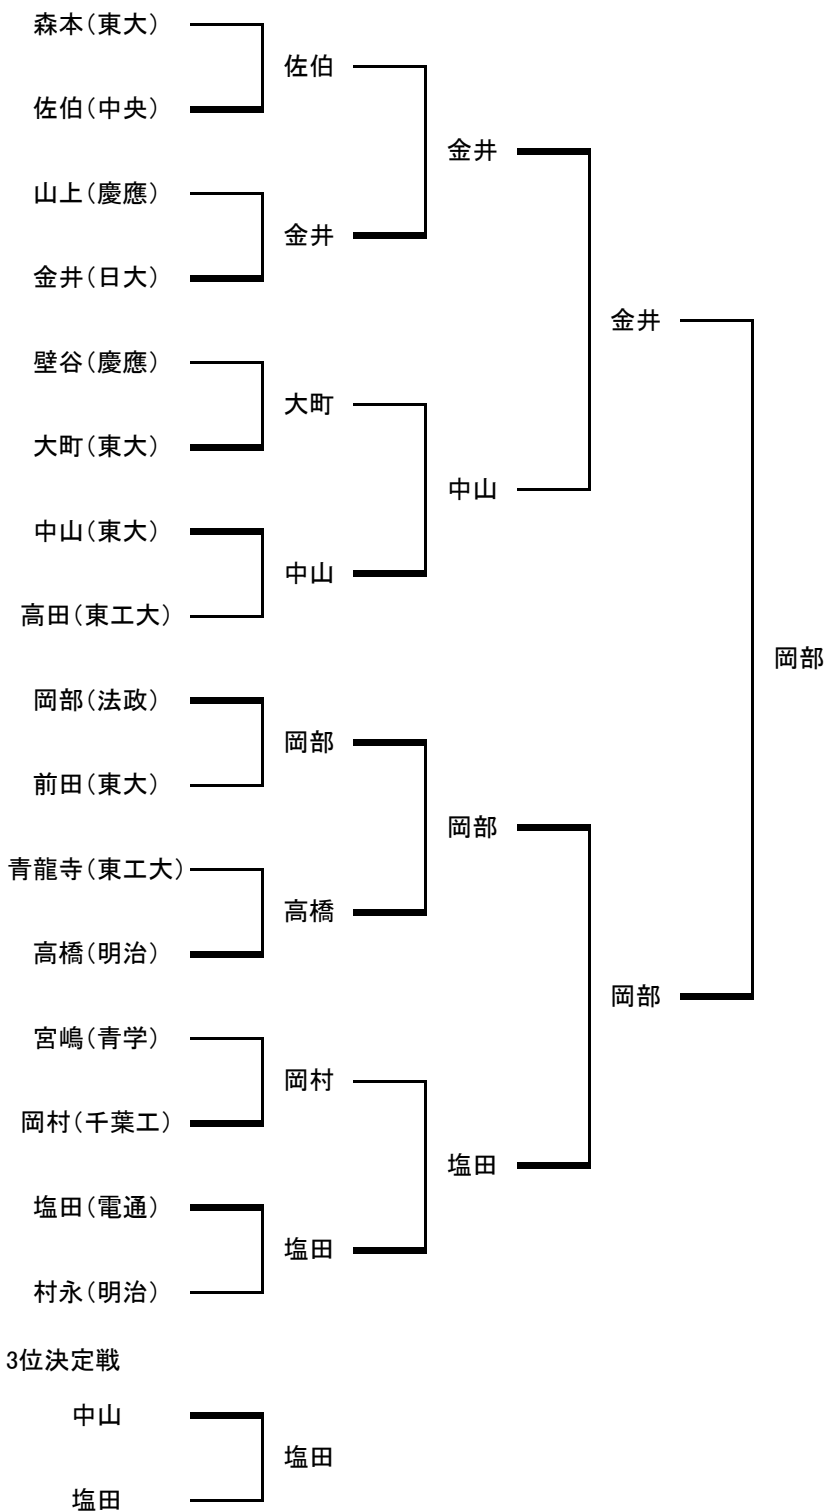 森本(東大)
佐伯
佐伯(中央)
金井
山上(慶應)
金井
金井(日大)
金井
壁谷(慶應)
大町
大町(東大)
中山
中山(東大)
中山
高田(東工大)
岡部
岡部(法政)
岡部
前田(東大)
岡部
青龍寺(東工大)
高橋
高橋(明治)
岡部
宮嶋(青学)
岡村
岡村(千葉工)
塩田
塩田(電通)
塩田
村永(明治)
3位決定戦
中山
塩田
塩田